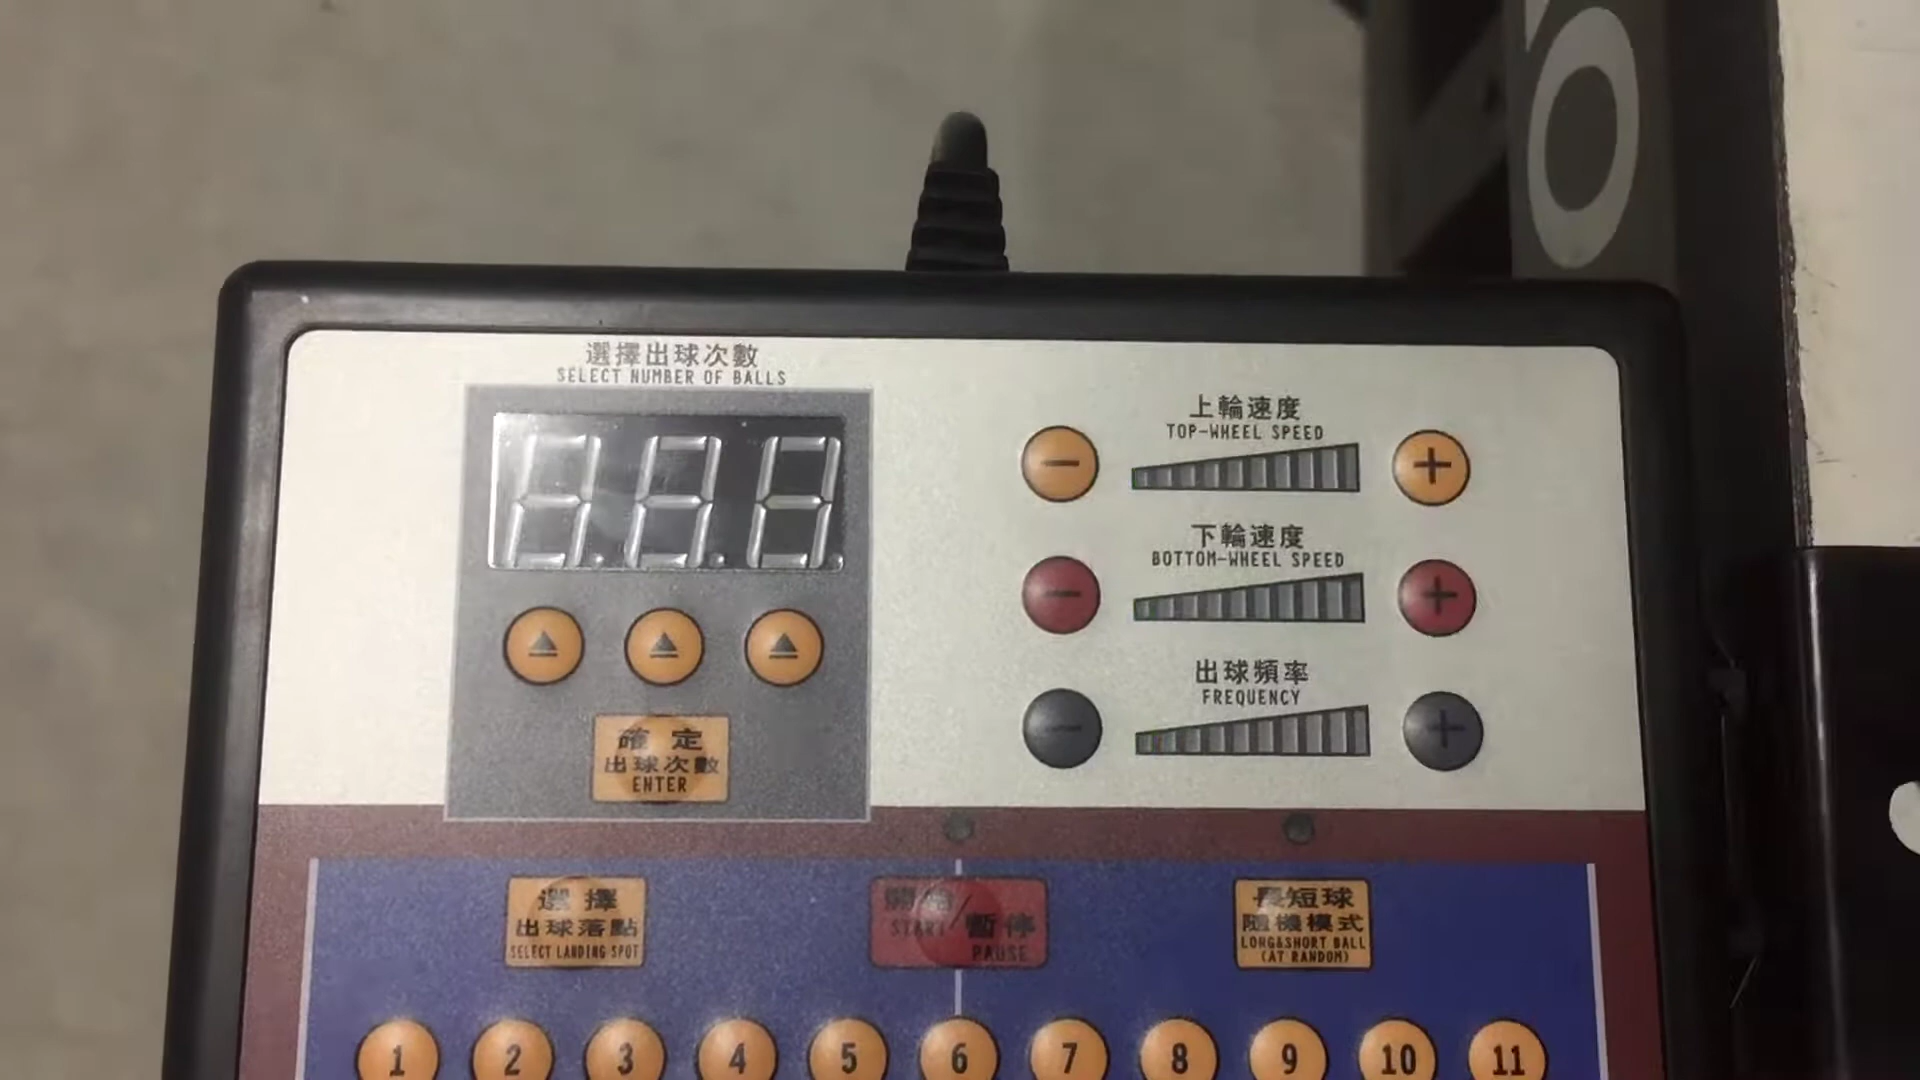 選擇出球次數
SELECT NUMBER OF BALLS
上輪速度
TOP-WHEEL SPEED
下輪速度
BOTTOM-WHEEL SPEED
出球頻率
FREQUENCY
確定
出球次數
ENTER
選擇
出球落點
SELECT LANDING SPOT
開始/暫停
START PAUSE
長短球
隨機模式
LONG&SHORT BALL
(AT RANDOM)
1 2 3 4 5 6 7 8 9 10 11